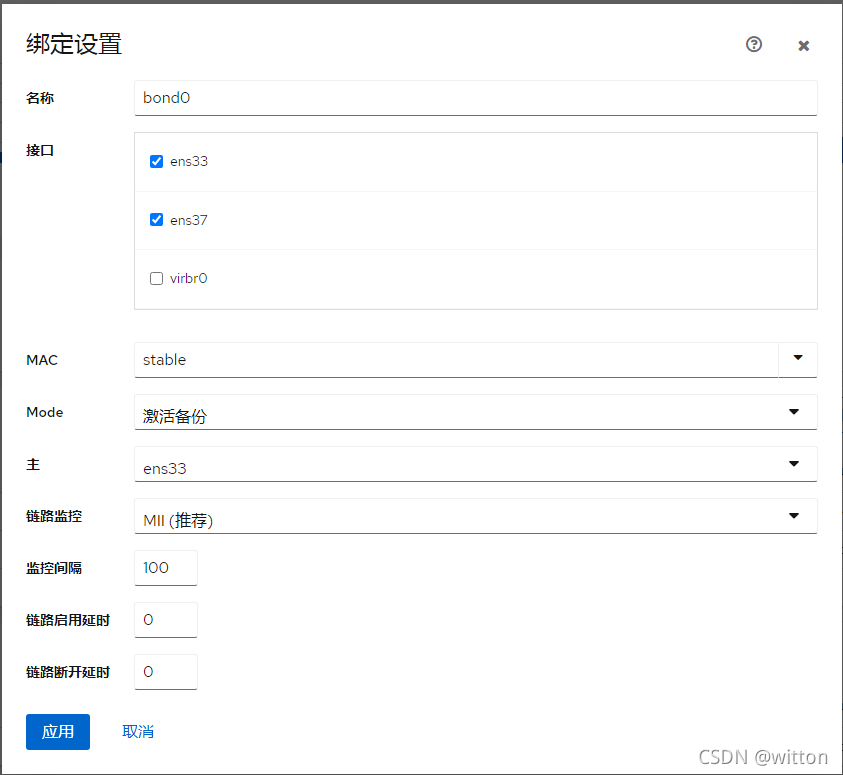 绑定设置
名称 bond0
接口
ens33
ens37
virbr0
MAC stable
Mode 激活备份
主 ens33
链路监控 MII (推荐)
监控间隔 100
链路启用延时 0
链路断开延时 0
应用 取消
CSDN @witton